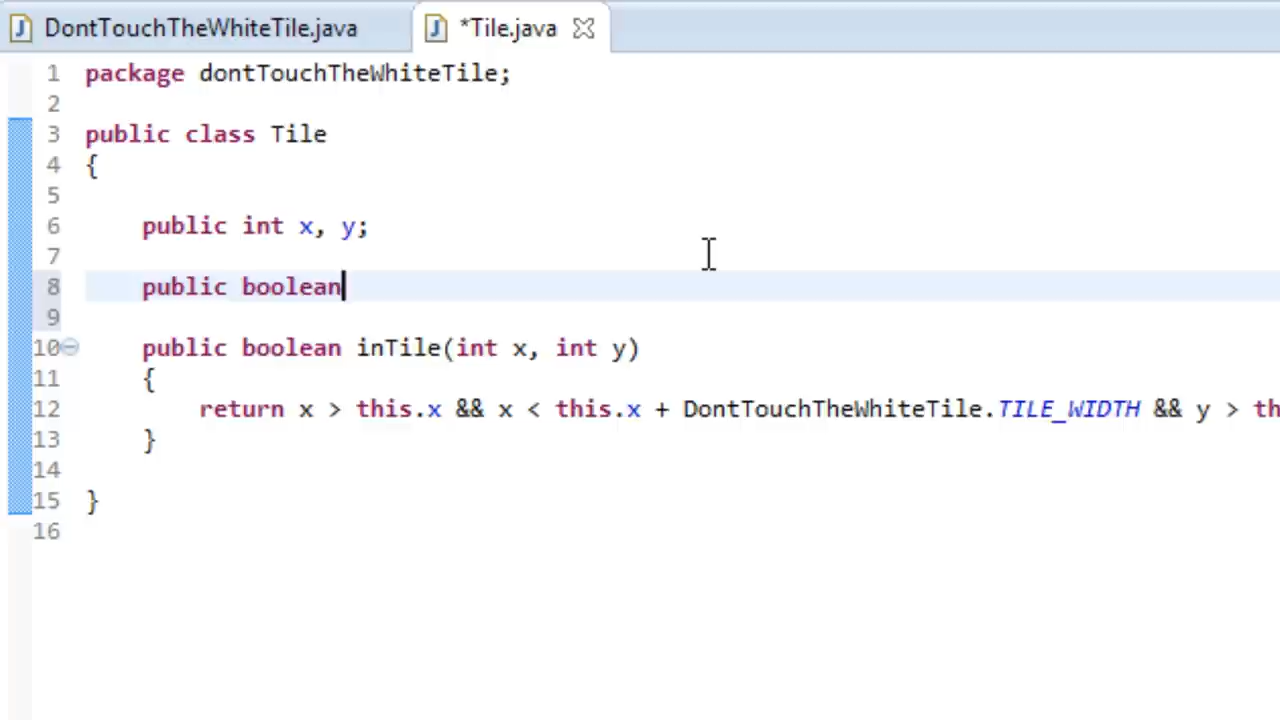 DontTouchTheWhiteTile.java *Tile.java
1 package dontTouchTheWhiteTile;
2
3 public class Tile
4 {
5
6 public int x, y;
7
8 public boolean
9
10 public boolean inTile(int x, int y)
11 {
12 return x > this.x && x < this.x + DontTouchTheWhiteTile.TILE_WIDTH && y > th
13 }
14
15 }
16